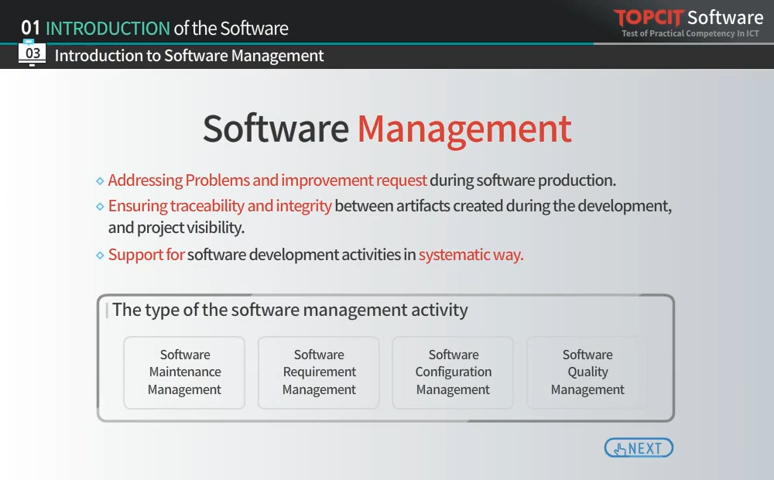 01 INTRODUCTION of the Software
TOPCIT Software
Test of Practical Competency In ICT
03 Introduction to Software Management
Software Management
Addressing Problems and improvement request during software production.
Ensuring traceability and integrity between artifacts created during the development,
and project visibility.
Support for software development activities in systematic way.
The type of the software management activity
Software
Maintenance
Management
Software
Requirement
Management
Software
Configuration
Management
Software
Quality
Management
NEXT